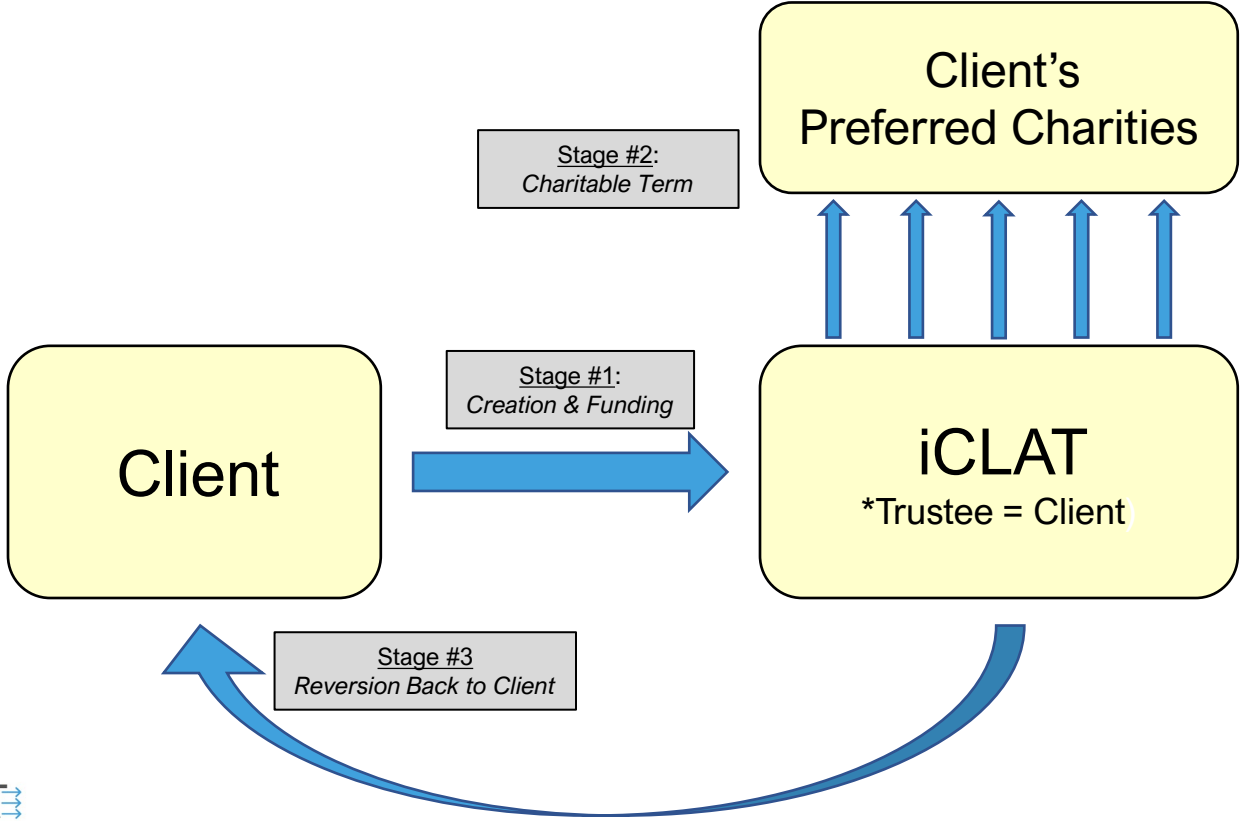 Client's
Preferred Charities
Stage #2:
Charitable Term
Stage #1:
Creation & Funding
Client
iCLAT
*Trustee = Client)
Stage #3
Reversion Back to Client